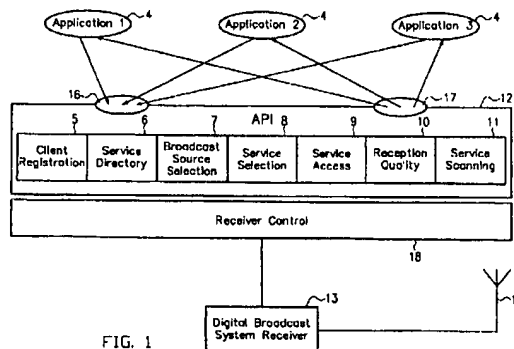 Application 1 4 Application 2 4 Application 3 4
16 17 12
API
5 6 7 8 9 10 11
Client Registration
Service Directory
Broadcast Source Selection
Service Selection
Service Access
Reception Quality
Service Scanning
Receiver Control
18
13
Digital Broadcast System Receiver
FIG. 1